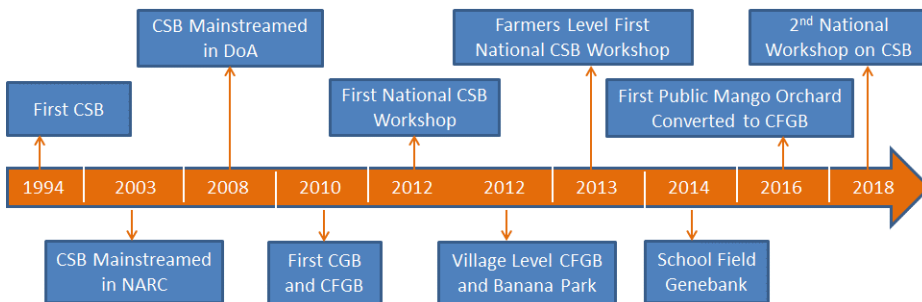 CSB Mainstreamed
in DoA
Farmers Level First
National CSB Workshop
2nd National
Workshop on CSB
First CSB
First National CSB
Workshop
First Public Mango Orchard
Converted to CFGB
1994 2003 2008 2010 2012 2012 2013 2014 2016 2018
CSB Mainstreamed
in NARC
First CGB
and CFGB
Village Level CFGB
and Banana Park
School Field
Genebank